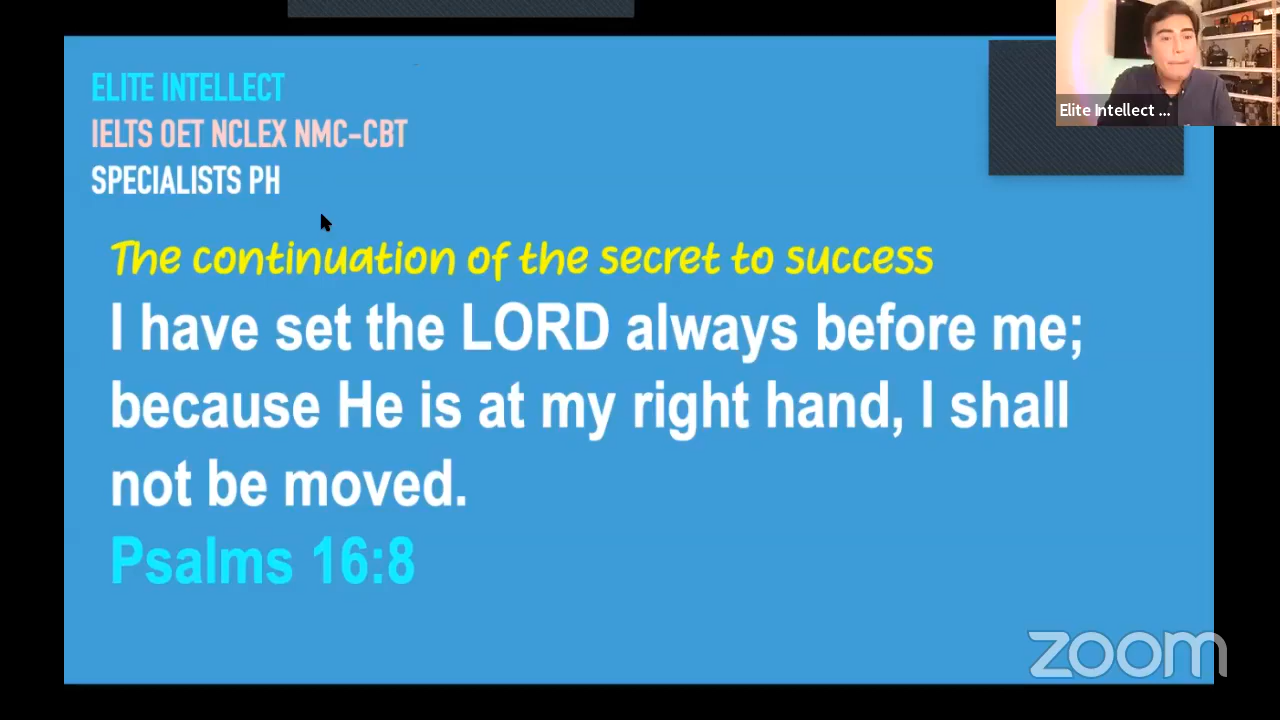 ELITE INTELLECT
IELTS OET NCLEX NMC-CBT
SPECIALISTS PH
Elite Intellect ...
The continuation of the secret to success
I have set the LORD always before me;
because He is at my right hand, I shall
not be moved.
Psalms 16:8
zoom